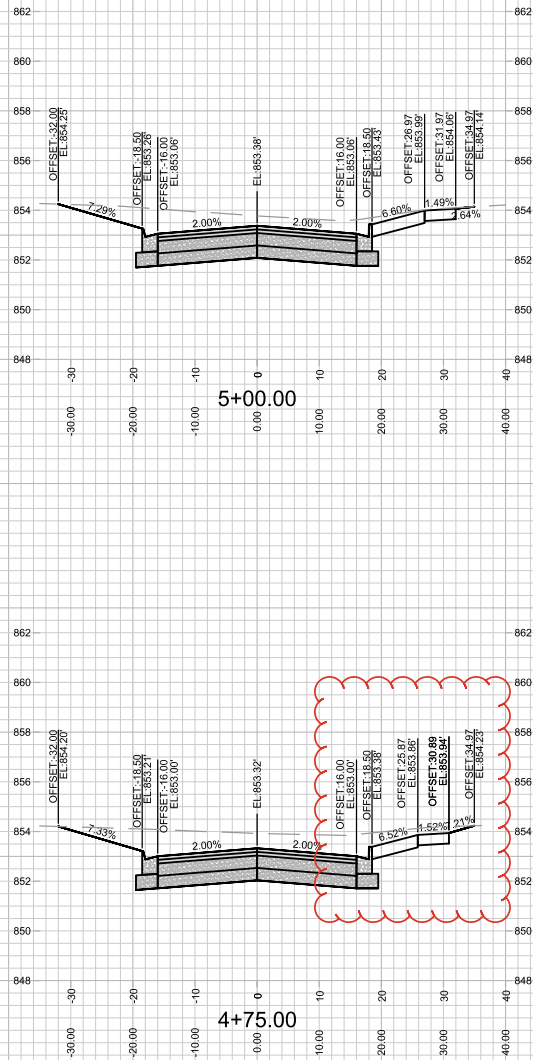 862 862
860 860
858 858
856 856
854 854
852 852
850 850
848 848
OFFSET:-32.00
EL:854.25'
OFFSET:-18.50
EL:853.26'
OFFSET:-16.00
EL:853.06'
EL:853.38'
OFFSET:16.00
EL:853.06'
OFFSET:18.50
EL:853.43'
OFFSET:26.97
EL:853.99'
OFFSET:31.97
EL:854.06'
OFFSET:34.97
EL:854.14'
7.29% 2.00% 2.00% 6.60% 1.49% 2.64%
-30 -20 -10 0 10 20 30 40
5+00.00
-30.00 -20.00 -10.00 0.00 10.00 20.00 30.00 40.00
862 862
860 860
858 858
856 856
854 854
852 852
850 850
848 848
OFFSET:-32.00
EL:854.20'
OFFSET:-18.50
EL:853.21'
OFFSET:-16.00
EL:853.00'
EL:853.32'
OFFSET:16.00
EL:853.00'
OFFSET:18.50
EL:853.38'
OFFSET:25.87
EL:853.86'
OFFSET:30.89
EL:853.94'
OFFSET:34.97
EL:854.23'
7.33% 2.00% 2.00% 6.52% 1.52% .21%
-30 -20 -10 0 10 20 30 40
4+75.00
-30.00 -20.00 -10.00 0.00 10.00 20.00 30.00 40.00